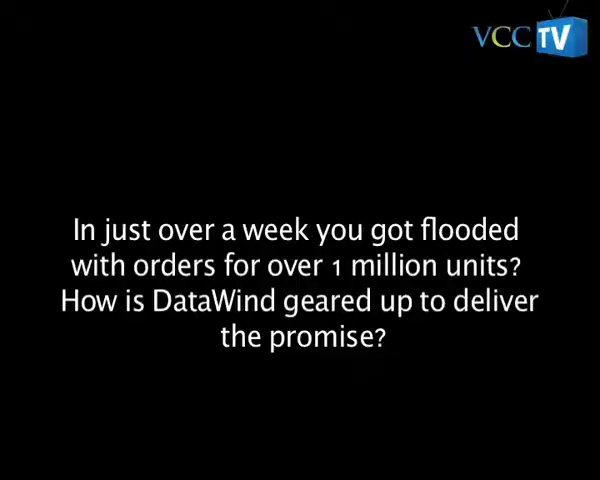 VCC TV
In just over a week you got flooded
with orders for over 1 million units?
How is DataWind geared up to deliver
the promise?